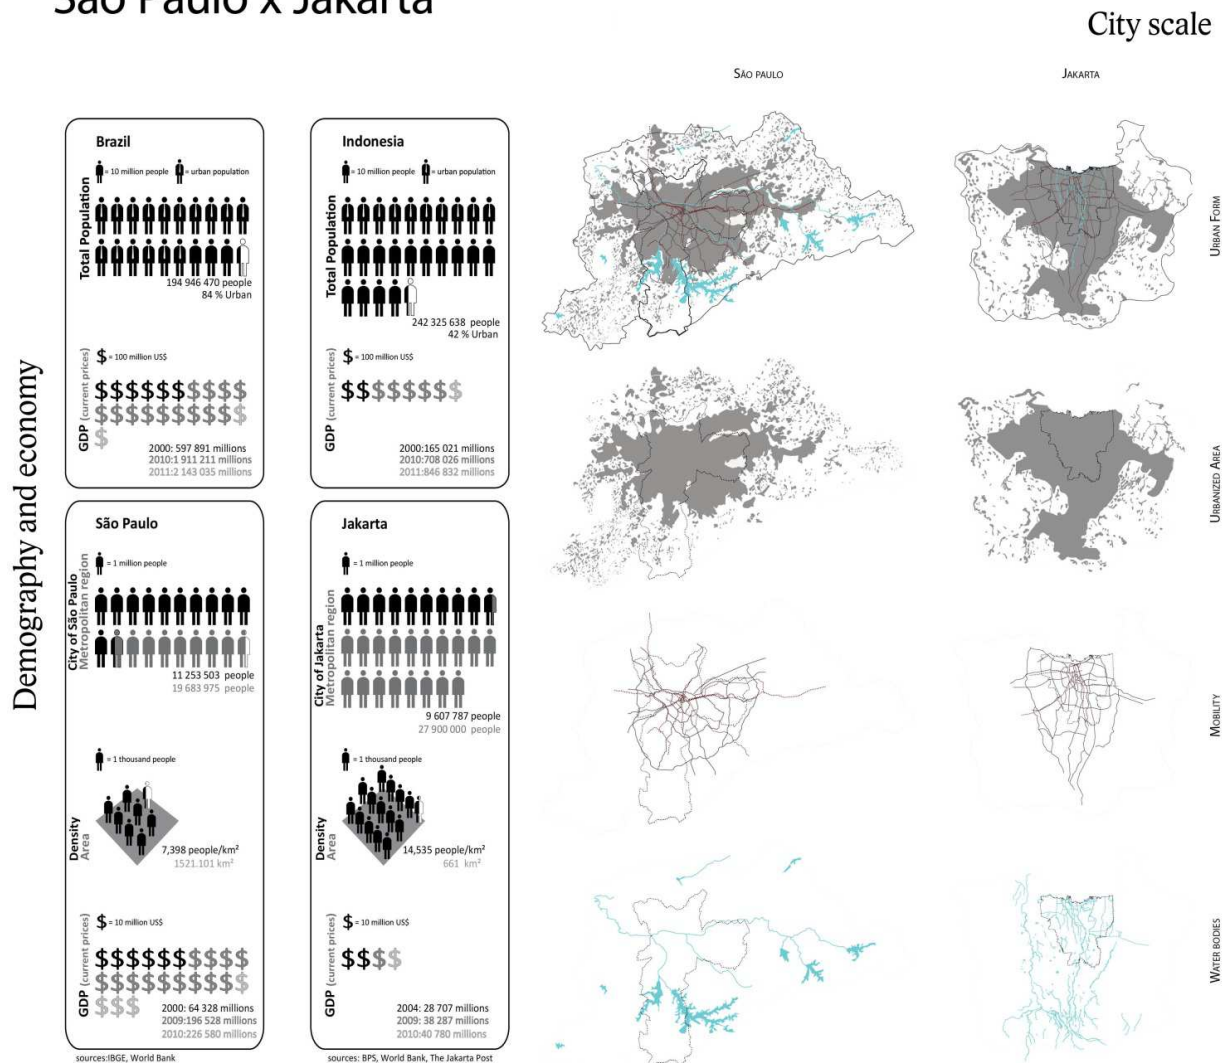 São Paulo x Jakarta
City scale
SÃO PAULO
JAKARTA
Demography and economy
Brazil
= 10 million people = urban population
Total Population
194 946 470 people
84 % Urban
$ = 100 million US$
GDP (current prices)
$$$$$$$$$$
$$$$$$$$$$
$
2000: 597 891 millions
2010:1 911 211 millions
2011:2 143 035 millions
Indonesia
= 10 million people = urban population
Total Population
242 325 638 people
42 % Urban
$ = 100 million US$
GDP (current prices)
$$$$$$$$
2000:165 021 millions
2010:708 026 millions
2011:846 832 millions
São Paulo
= 1 million people
City of São Paulo
Metropolitan region
11 253 503 people
19 683 975 people
= 1 thousand people
Density
Area
7,398 people/km²
1521.101 km²
$ = 10 million US$
GDP (current prices)
$$$$$$$$$$
$$$$$$$$$$
$$$
2000: 64 328 millions
2009:196 528 millions
2010:226 580 millions
sources:IBGE, World Bank
Jakarta
= 1 million people
City of Jakarta
Metropolitan region
9 607 787 people
27 900 000 people
= 1 thousand people
Density
Area
14,535 people/km²
661 km²
$ = 10 million US$
GDP (current prices)
$$$$
2004: 28 707 millions
2009: 38 287 millions
2010:40 780 millions
sources: BPS, World Bank, The Jakarta Post
URBAN FORM
URBANIZED AREA
MOBILITY
WATER BODIES